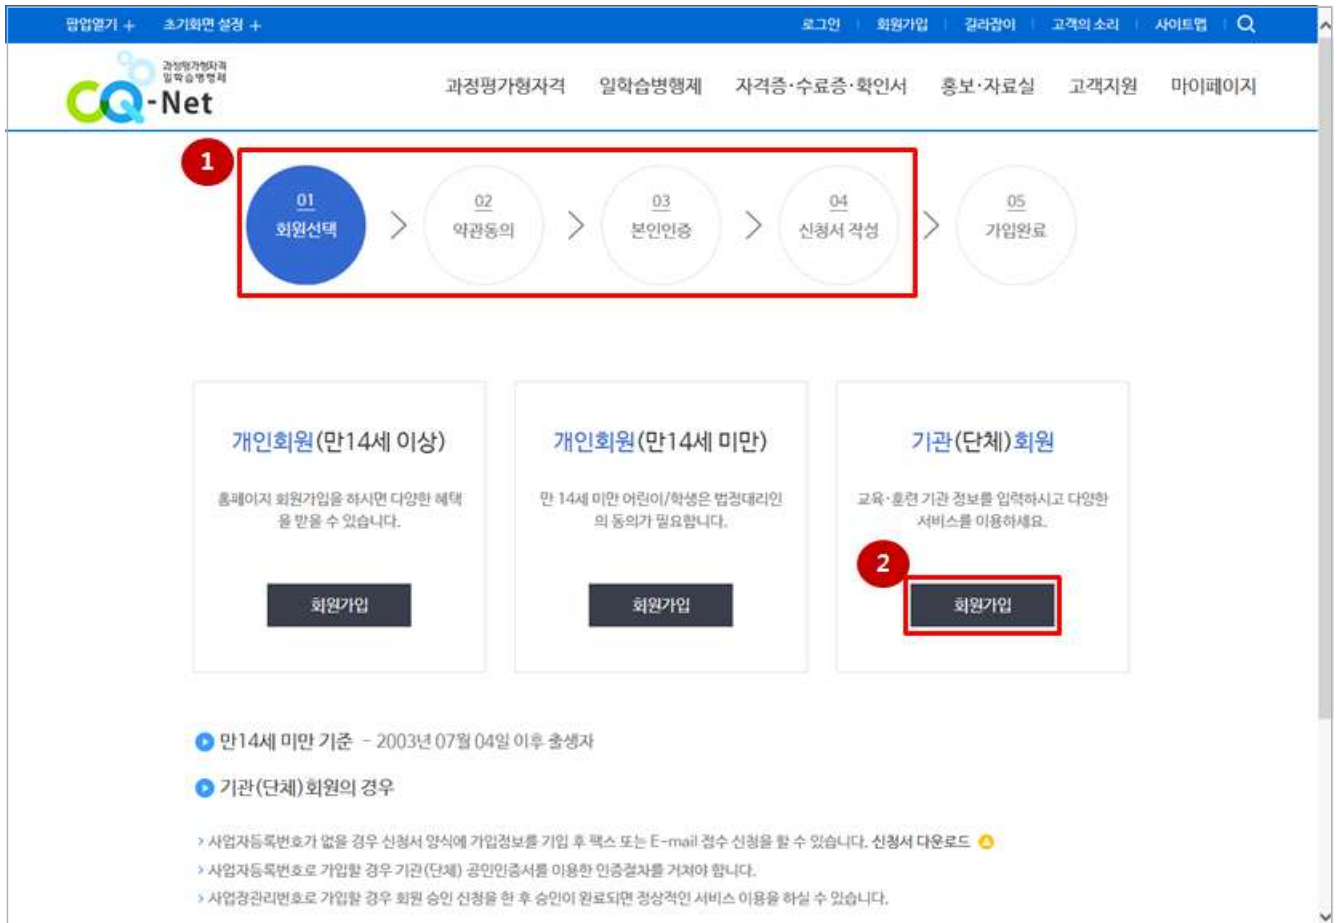 팝업열기 + 초기화면 설정 + 로그인 회원가입 길라잡이 고객의 소리 사이트맵
과정평가형자격
일학습병행제
CQ-Net
과정평가형자격 일학습병행제 자격증·수료증·확인서 홍보·자료실 고객지원 마이페이지
1
01 02 03 04 05
회원선택 > 약관동의 > 본인인증 > 신청서 작성 > 가입완료
개인회원(만14세 이상)
홈페이지 회원가입을 하시면 다양한 혜택
을 받을 수 있습니다.
회원가입
개인회원(만14세 미만)
만 14세 미만 어린이/학생은 법정대리인
의 동의가 필요합니다.
회원가입
기관(단체)회원
교육·훈련 기관 정보를 입력하시고 다양한
서비스를 이용하세요.
2
회원가입
만14세 미만 기준 - 2003년 07월 04일 이후 출생자
기관(단체)회원의 경우
> 사업자등록번호가 없을 경우 신청서 양식에 가입정보를 기입 후 팩스 또는 E-mail 접수 신청을 할 수 있습니다. 신청서 다운로드
> 사업자등록번호로 가입할 경우 기관(단체) 공인인증서를 이용한 인증절차를 거쳐야 합니다.
> 사업장관리번호로 가입할 경우 회원 승인 신청을 한 후 승인이 완료되면 정상적인 서비스 이용을 하실 수 있습니다.